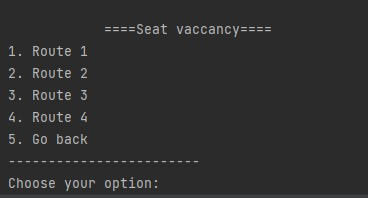 ====Seat vaccancy====
1. Route 1
2. Route 2
3. Route 3
4. Route 4
5. Go back
------------------------
Choose your option: